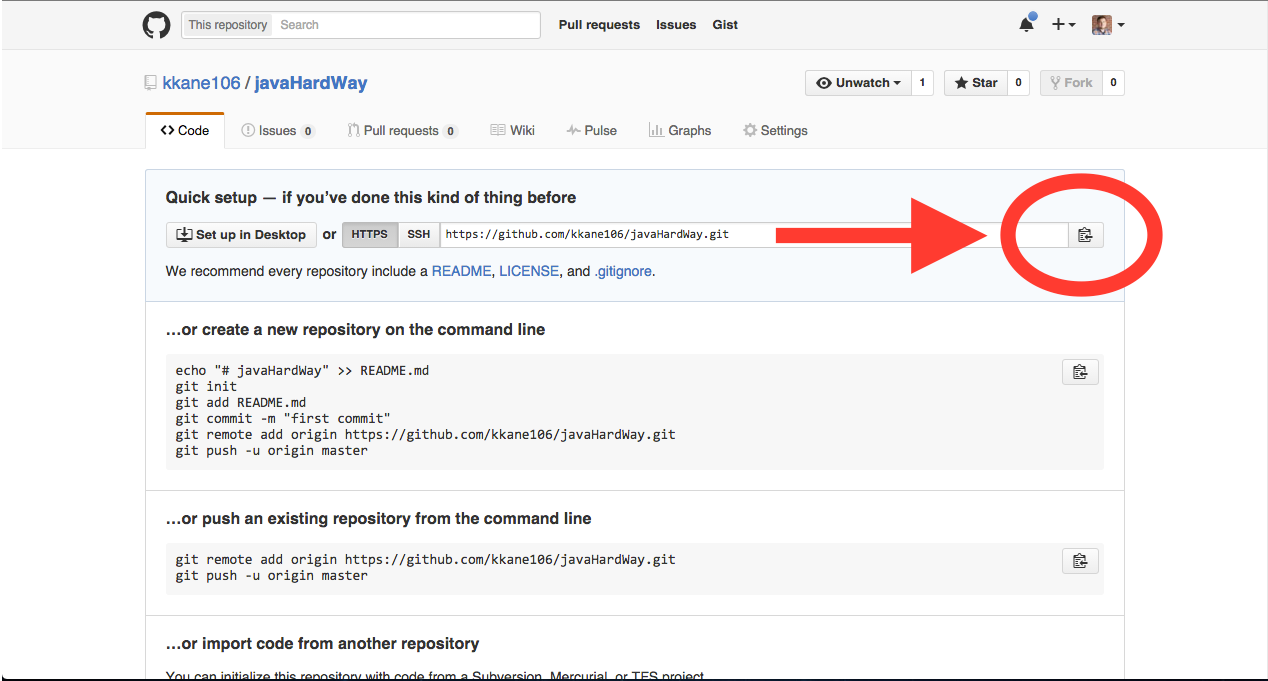 This repository Search Pull requests Issues Gist
kkane106 / javaHardWay Unwatch 1 Star 0 Fork 0
Code Issues 0 Pull requests 0 Wiki Pulse Graphs Settings
Quick setup — if you’ve done this kind of thing before
Set up in Desktop or HTTPS SSH https://github.com/kkane106/javaHardWay.git
We recommend every repository include a README, LICENSE, and .gitignore.
…or create a new repository on the command line
echo "# javaHardWay" >> README.md
git init
git add README.md
git commit -m "first commit"
git remote add origin https://github.com/kkane106/javaHardWay.git
git push -u origin master
…or push an existing repository from the command line
git remote add origin https://github.com/kkane106/javaHardWay.git
git push -u origin master
…or import code from another repository
You can initialize this repository with code from a Subversion, Mercurial, or TFS project.